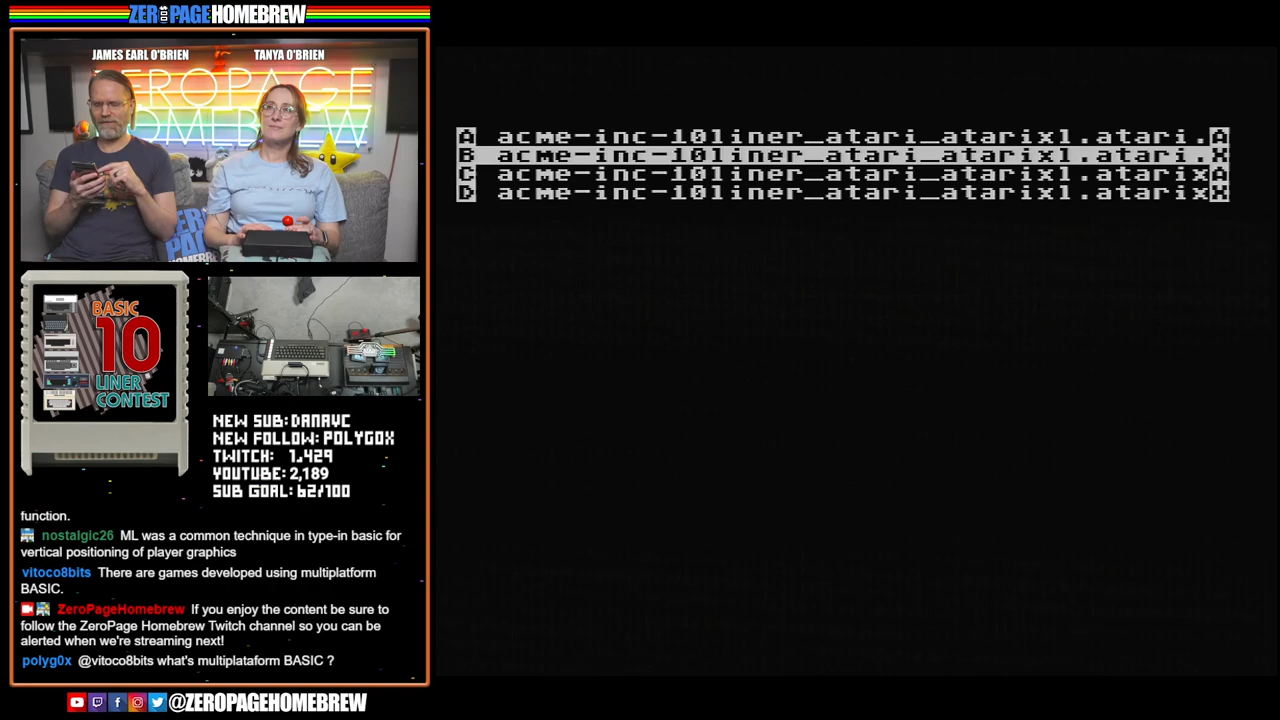 ZEROPAGE HOMEBREW
JAMES EARL O'BRIEN
TANYA O'BRIEN
ZEROPAGE
HOMEBREW
BASIC
10
LINER
CONTEST
NEW SUB: DANAVC
NEW FOLLOW: POLYG0X
TWITCH: 1,429
YOUTUBE: 2,189
SUB GOAL: 62/100
function.
nostalgic26 ML was a common technique in type-in basic for
vertical positioning of player graphics
vitoco8bits There are games developed using multiplatform
BASIC.
ZeroPageHomebrew If you enjoy the content be sure to
follow the ZeroPage Homebrew Twitch channel so you can be
alerted when we're streaming next!
polyg0x @vitoco8bits what's multiplataform BASIC ?
@ZEROPAGEHOMEBREW
A acme-inc-10liner_atari_atarixl.atari.A
B acme-inc-10liner_atari_atarixl.atari.X
C acme-inc-10liner_atari_atarixl.atarixA
D acme-inc-10liner_atari_atarixl.atarixX